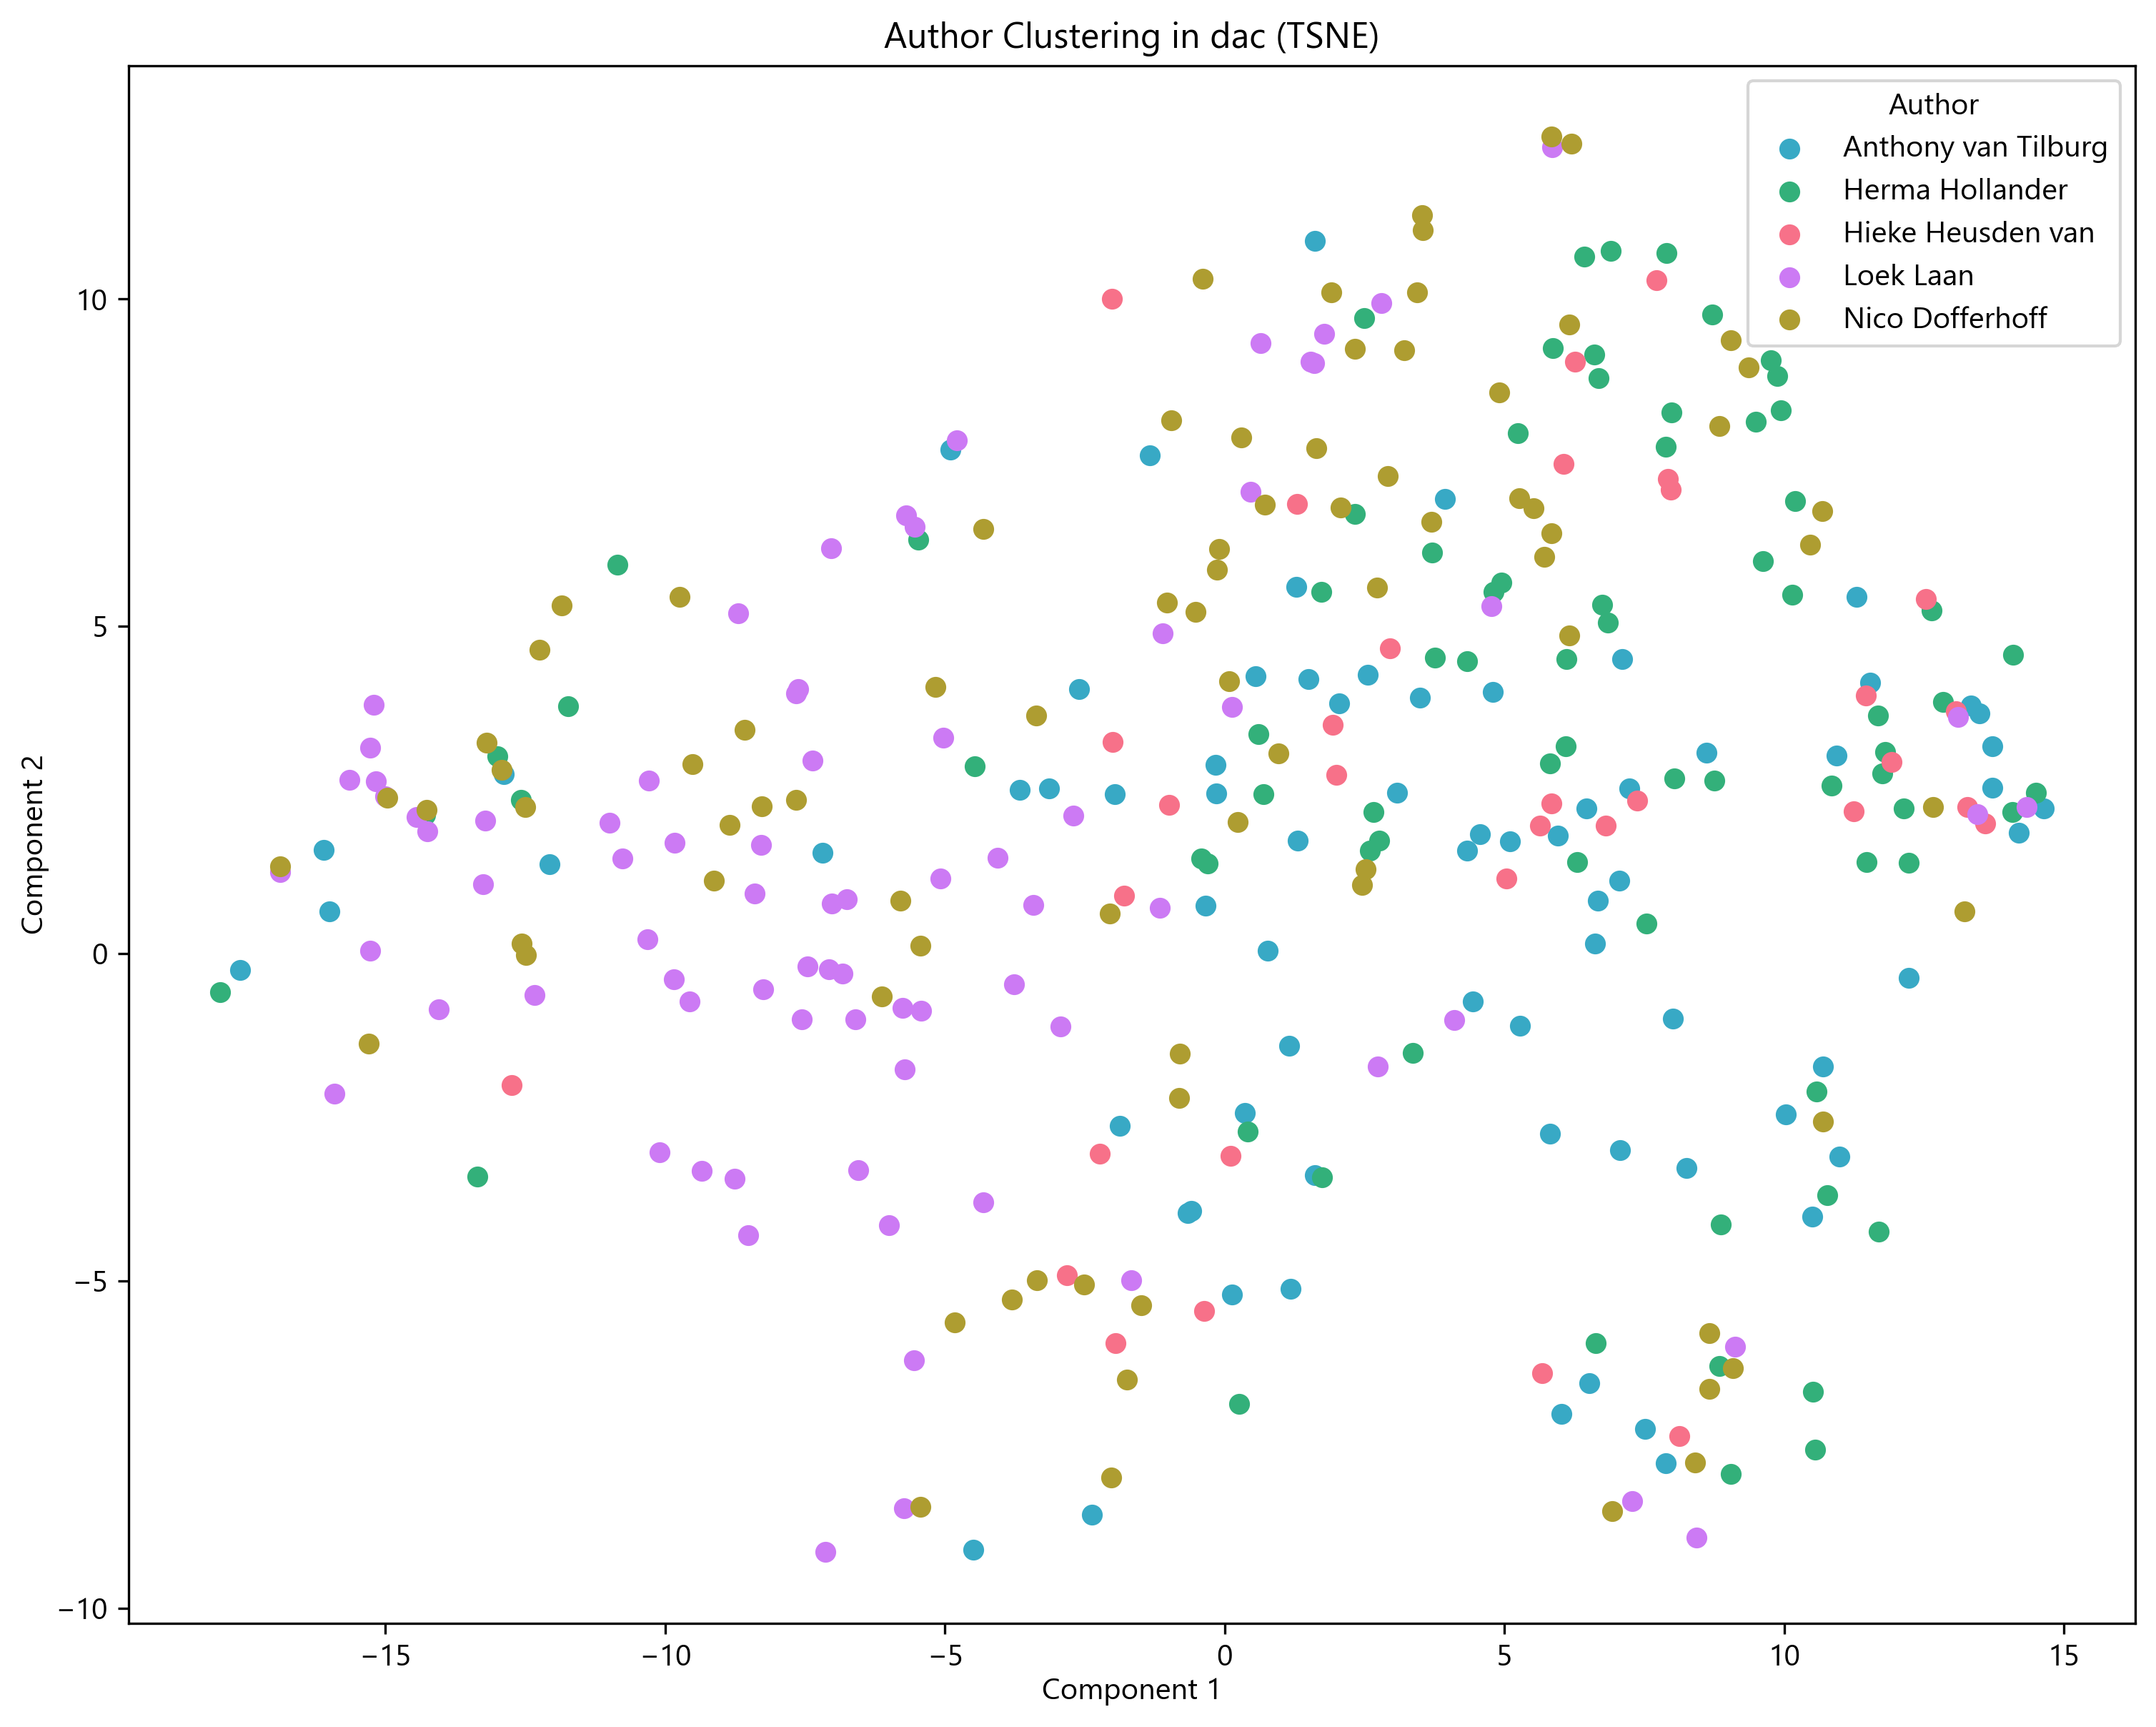 Author Clustering in dac (TSNE)
Author
Anthony van Tilburg
Herma Hollander
Hieke Heusden van
Loek Laan
Nico Dofferhoff
Component 2
10
5
0
−5
−10
−15
−10
−5
0
5
10
15
Component 1